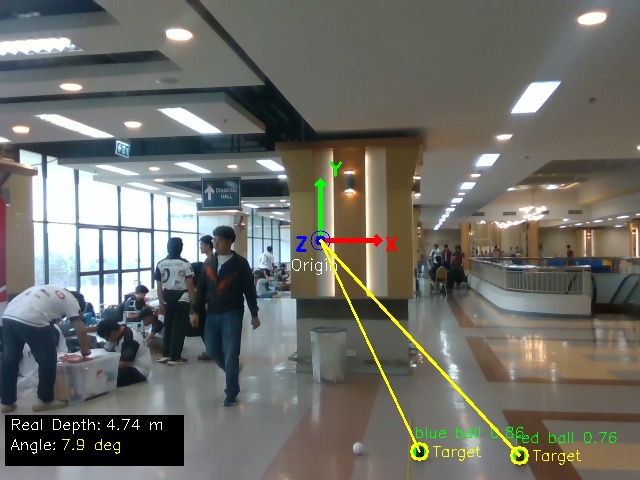 DIAMOND
HALL
Y
Z
X
Origin
blue ball 0.86
red ball 0.76
Target
Target
Real Depth: 4.74 m
Angle: 7.9 deg